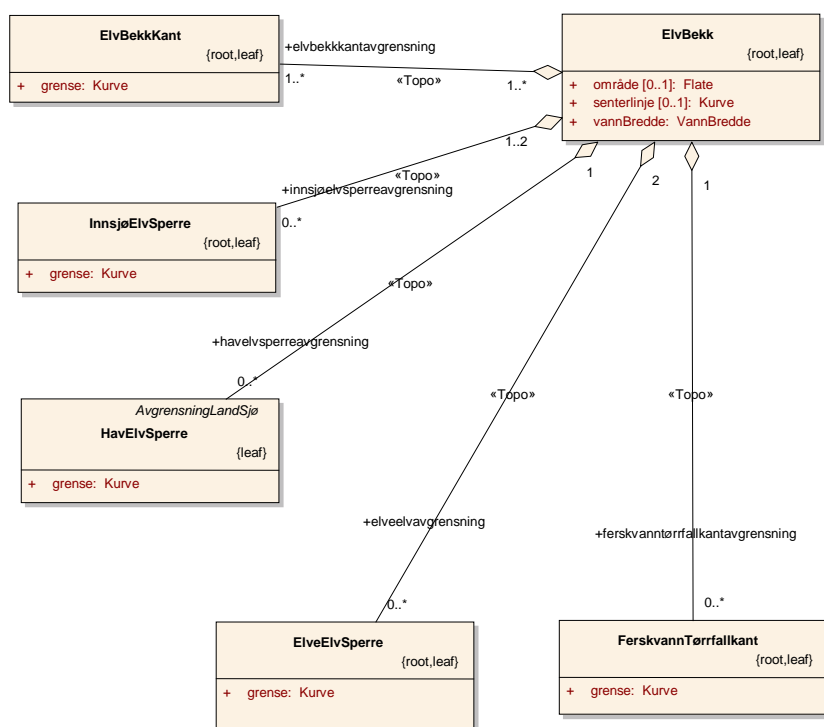 ElvBekkKant
{root,leaf}
+ grense: Kurve
+elvbekkkantavgrensning
1..*
«Topo»
1..*
ElvBekk
{root,leaf}
+ område [0..1]: Flate
+ senterlinje [0..1]: Kurve
+ vannBredde: VannBredde
1..2
«Topo»
+innsjøelvsperreavgrensning
0..*
InnsjøElvSperre
{root,leaf}
+ grense: Kurve
1
«Topo»
+havelvsperreavgrensning
0..*
AvgrensningLandSjø
HavElvSperre
{leaf}
+ grense: Kurve
2
«Topo»
+elveelvavgrensning
0..*
ElveElvSperre
{root,leaf}
+ grense: Kurve
1
«Topo»
+ferskvanntørrfallkantavgrensning
0..*
FerskvannTørrfallkant
{root,leaf}
+ grense: Kurve